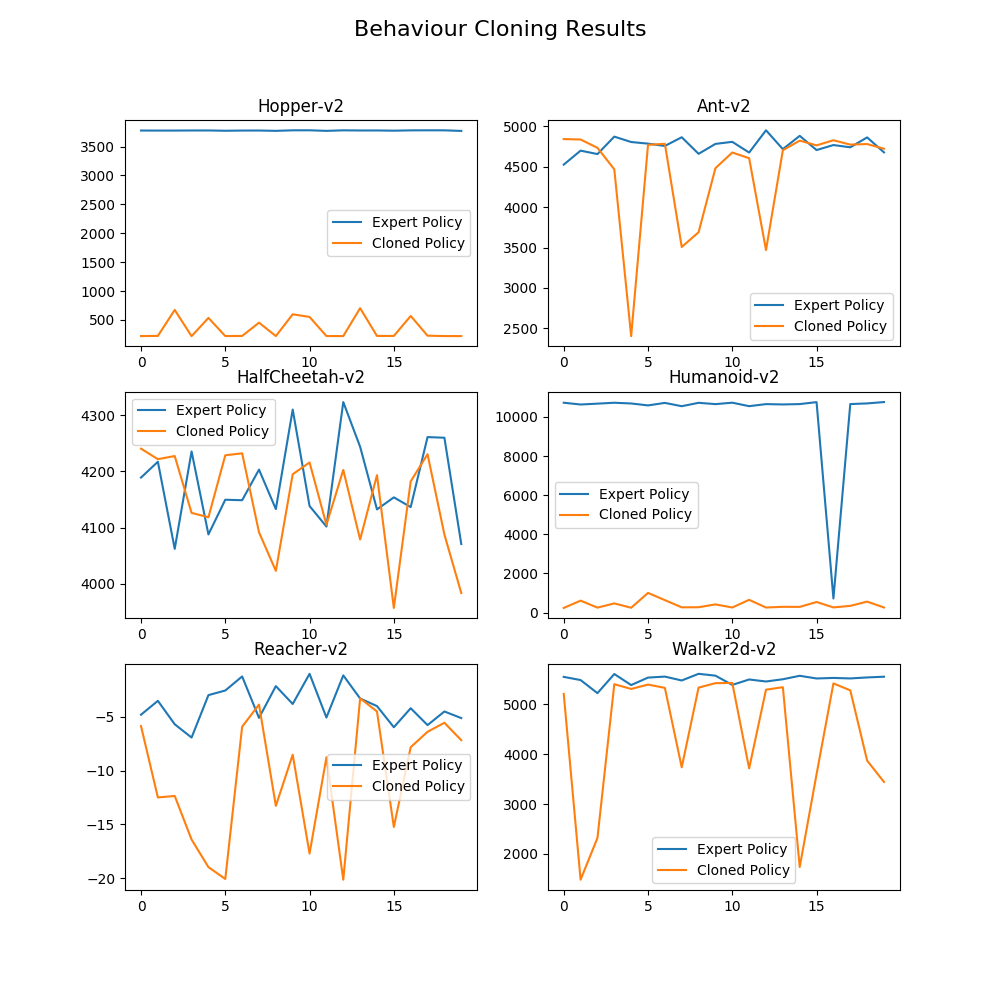 Behaviour Cloning Results
Hopper-v2
3500
3000
2500
2000
1500
1000
500
0 5 10 15
Expert Policy
Cloned Policy
Ant-v2
5000
4500
4000
3500
3000
2500
0 5 10 15
Expert Policy
Cloned Policy
HalfCheetah-v2
4300
4200
4100
4000
0 5 10 15
Expert Policy
Cloned Policy
Humanoid-v2
10000
8000
6000
4000
2000
0
0 5 10 15
Expert Policy
Cloned Policy
Reacher-v2
−5
−10
−15
−20
0 5 10 15
Expert Policy
Cloned Policy
Walker2d-v2
5000
4000
3000
2000
0 5 10 15
Expert Policy
Cloned Policy